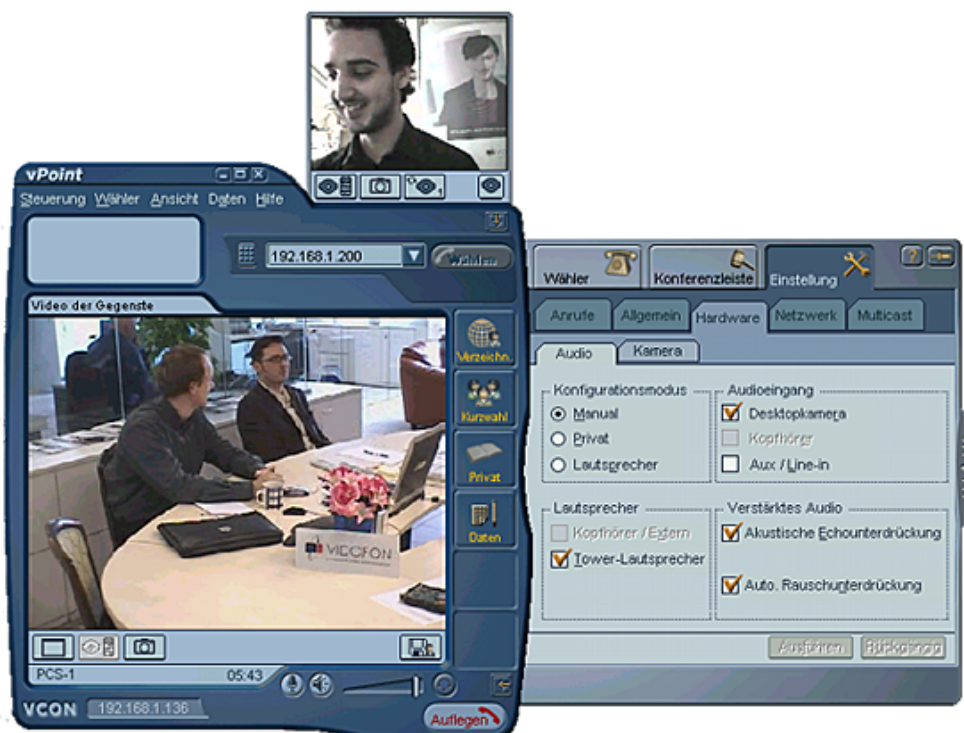 vPoint
Steuerung Wähler Ansicht Daten Hilfe
192.168.1.200
Wählen
Video der Gegenste
Verzeichn.
Kurzwahl
Privat
Daten
VIDEFON
PCS-1 05:43
VCON 192.168.1.136
Auflegen
Wähler Konferenzleiste Einstellung
Anrufe Allgemein Hardware Netzwerk Multicast
Audio Kamera
Konfigurationsmodus
Manual
Privat
Lautsprecher
Audioeingang
Desktopkamera
Kopfhörer
Aux / Line-in
Lautsprecher
Kopfhörer / Extern
Tower-Lautsprecher
Verstärktes Audio
Akustische Echounterdrückung
Auto. Rauschunterdrückung
Ausführen Rückgängig